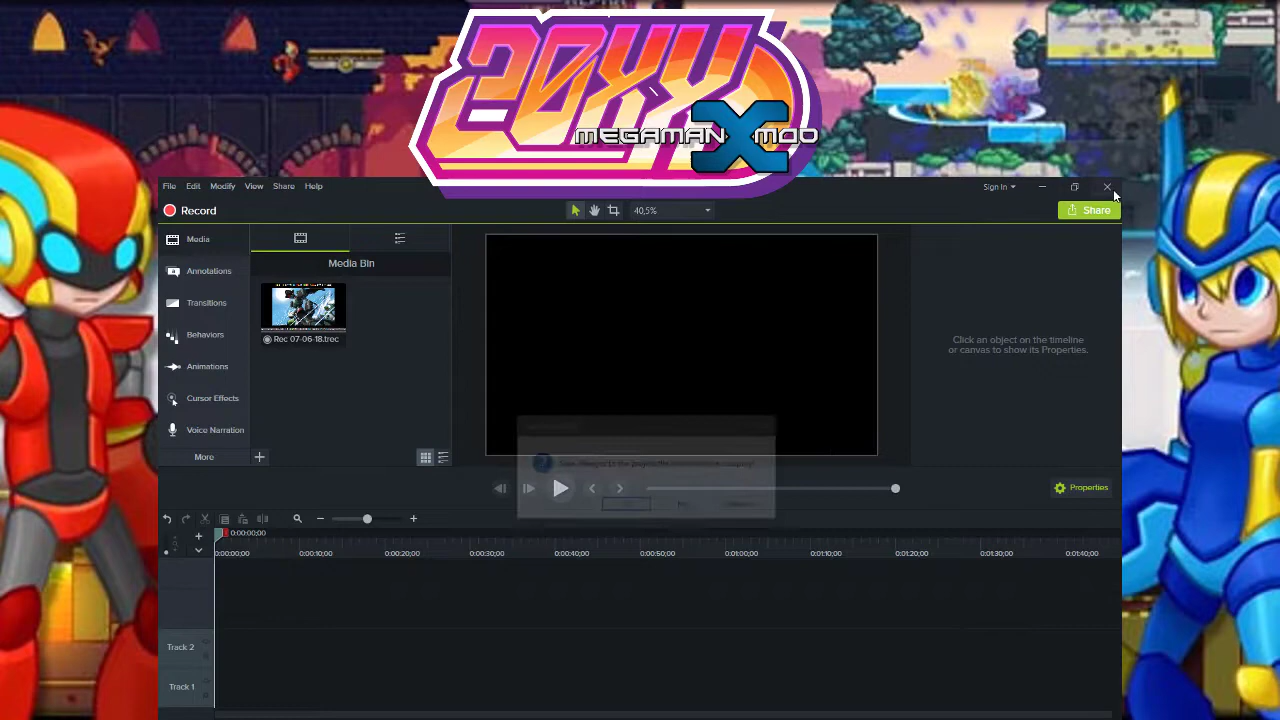 20XX
MEGAMAN X MOD
File Edit Modify View Share Help
Sign In
Record
40,5%
Share
Media
Annotations
Transitions
Behaviors
Animations
Cursor Effects
Voice Narration
More
Media Bin
Rec 07-06-18.trec
Click an object on the timeline
or canvas to show its Properties.
Properties
0:00:00;00
0:00:00;00 0:00:10;00 0:00:20;00 0:00:30;00 0:00:40;00 0:00:50;00 0:01:00;00 0:01:10;00 0:01:20;00 0:01:30;00 0:01:40;00
Track 2
Track 1